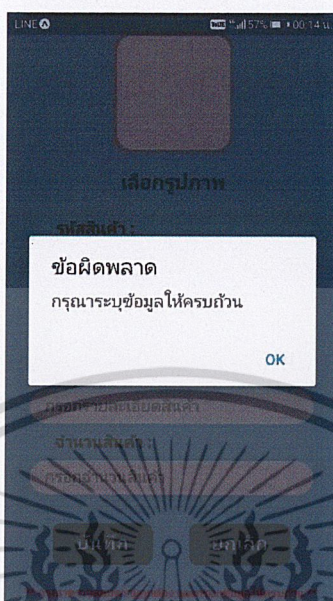 LINE 57% 00:14 น.
เลือกรูปภาพ
รหัสสินค้า :
ข้อผิดพลาด
กรุณาระบุข้อมูลให้ครบถ้วน
OK
กรอกรายละเอียดสินค้า
จำนวนสินค้า :
กรอกจำนวนสินค้า
บันทึก ยกเลิก